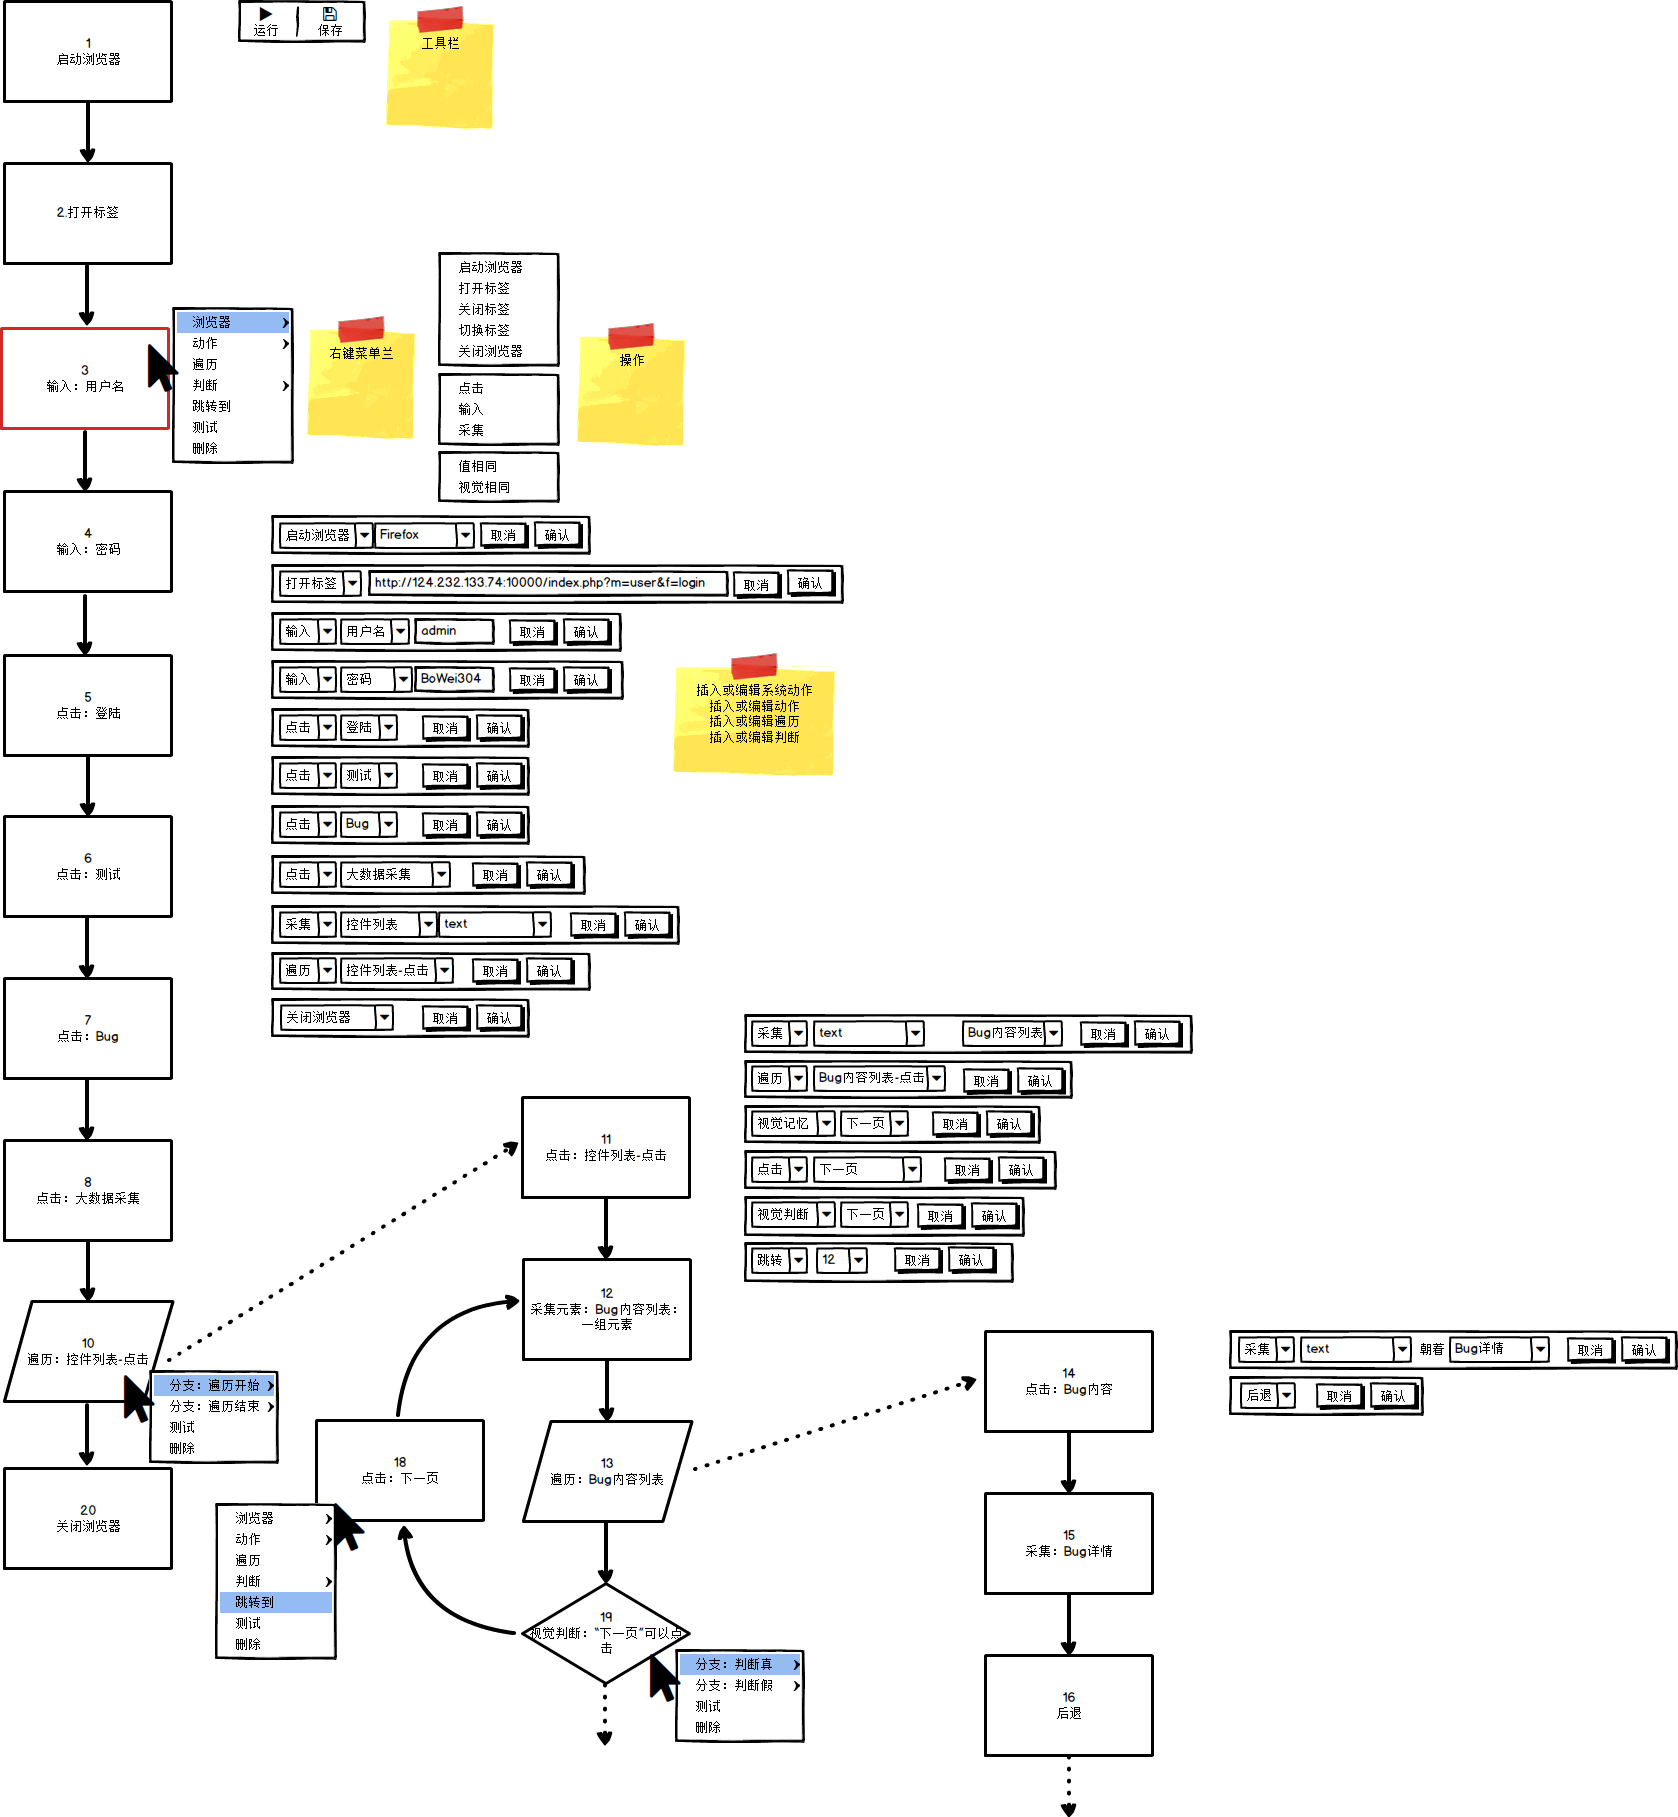 1
启动浏览器
运行
保存
工具栏
2.打开标签
3
输入：用户名
浏览器
动作
遍历
判断
跳转到
测试
删除
右键菜单兰
启动浏览器
打开标签
关闭标签
切换标签
关闭浏览器
点击
输入
采集
值相同
视觉相同
操作
4
输入：密码
启动浏览器 Firefox 取消 确认
打开标签 http://124.232.133.74:10000/index.php?m=user&f=login 取消 确认
输入 用户名 admin 取消 确认
输入 密码 BoWei304 取消 确认
点击 登陆 取消 确认
点击 测试 取消 确认
点击 Bug 取消 确认
点击 大数据采集 取消 确认
采集 控件列表 text 取消 确认
遍历 控件列表-点击 取消 确认
关闭浏览器 取消 确认
插入或编辑系统动作
插入或编辑动作
插入或编辑遍历
插入或编辑判断
5
点击：登陆
6
点击：测试
7
点击：Bug
8
点击：大数据采集
10
遍历：控件列表-点击
分支：遍历开始
分支：遍历结束
测试
删除
20
关闭浏览器
11
点击：控件列表-点击
12
采集元素：Bug内容列表：
一组元素
13
遍历：Bug内容列表
18
点击：下一页
浏览器
动作
遍历
判断
跳转到
测试
删除
19
视觉判断：“下一页”可以点
击
分支：判断真
分支：判断假
测试
删除
采集 text Bug内容列表 取消 确认
遍历 Bug内容列表-点击 取消 确认
视觉记忆 下一页 取消 确认
点击 下一页 取消 确认
视觉判断 下一页 取消 确认
跳转 12 取消 确认
14
点击：Bug内容
15
采集：Bug详情
16
后退
采集 text 朝着 Bug详情 取消 确认
后退 取消 确认